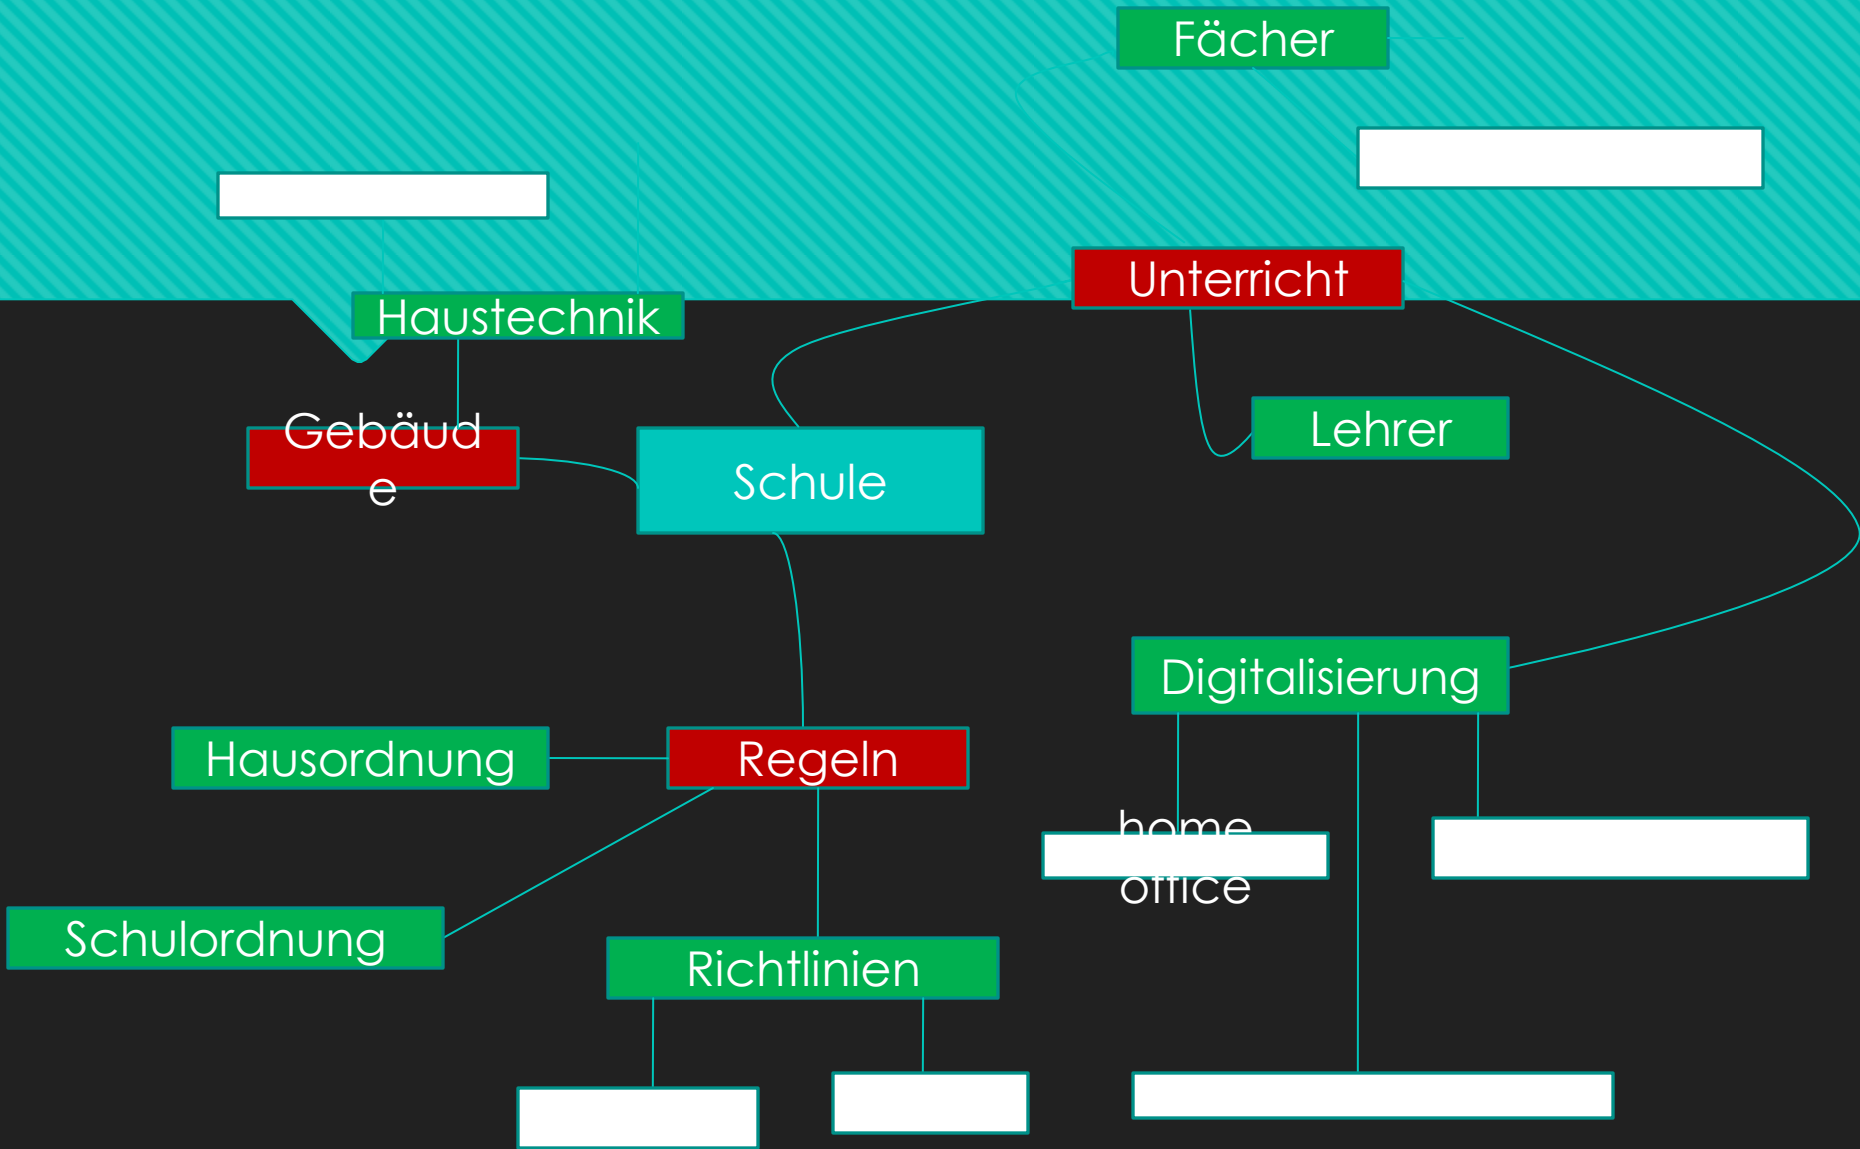 Fächer
Unterricht
Haustechnik
Gebäud
e
Schule
Lehrer
Digitalisierung
Hausordnung
Regeln
home
office
Schulordnung
Richtlinien